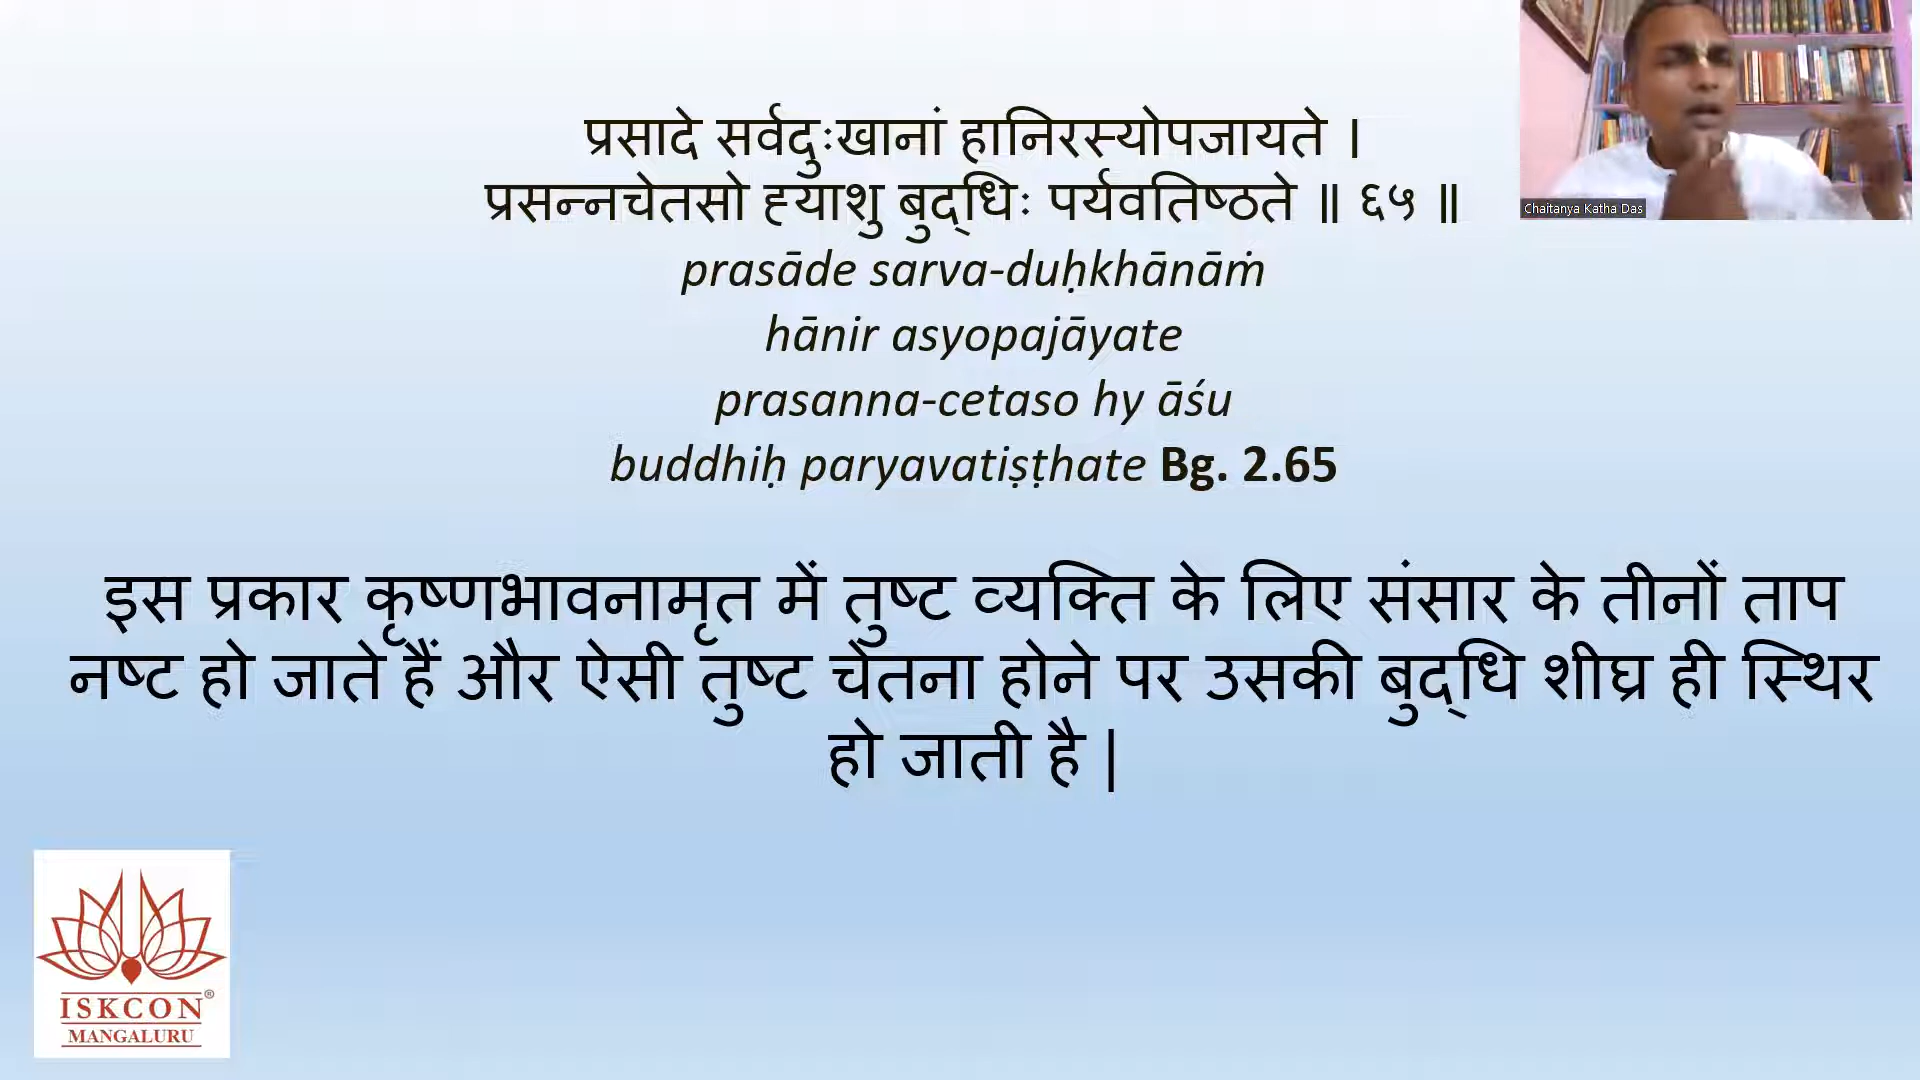 प्रसादे सर्वदुःखानां हानिरस्योपजायते ।
प्रसन्नचेतसो ह्याशु बुद्धिः पर्यवतिष्ठते ॥ ६५ ॥
prasāde sarva-duḥkhānāṁ
hānir asyopajāyate
prasanna-cetaso hy āśu
buddhiḥ paryavatiṣṭhate Bg. 2.65
इस प्रकार कृष्णभावनामृत में तुष्ट व्यक्ति के लिए संसार के तीनों ताप
नष्ट हो जाते हैं और ऐसी तुष्ट चेतना होने पर उसकी बुद्धि शीघ्र ही स्थिर
हो जाती है |
Chaitanya Katha Das
ISKCON®
MANGALURU